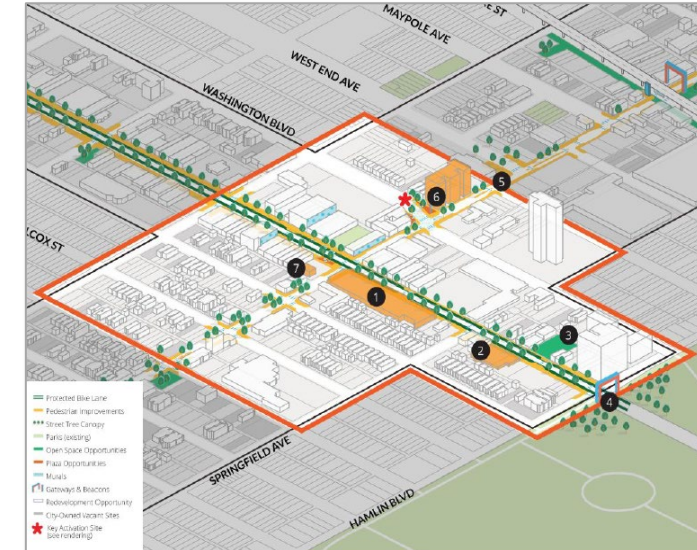 MAYPOLE AVE
E ST
WEST END AVE
WASHINGTON BLVD
LCOX ST
5
6
7
1
3
2
4
Protected Bike Lane
Pedestrian Improvements
Street Tree Canopy
Parks (existing)
Open Space Opportunities
Plaza Opportunities
Murals
Gateways & Beacons
Redevelopment Opportunity
City-Owned Vacant Sites
Key Activation Site
(see rendering)
SPRINGFIELD AVE
HAMLIN BLVD